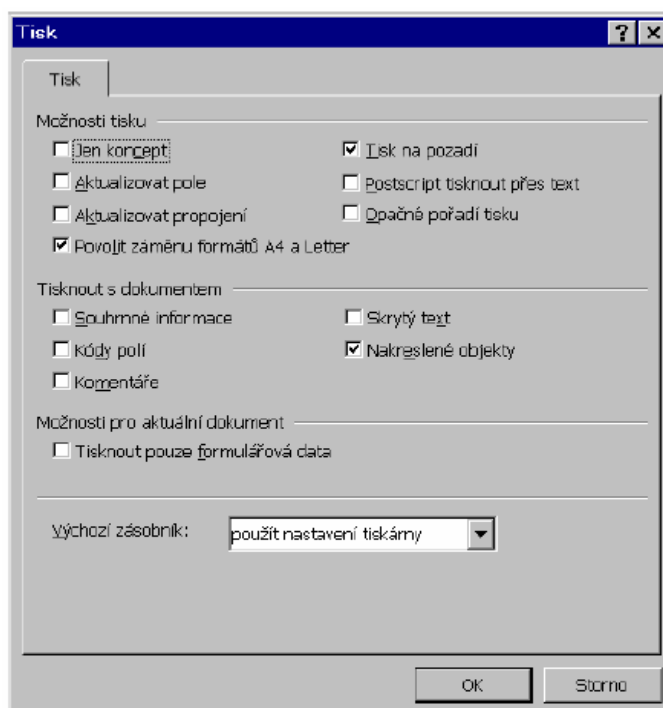 Tisk
Tisk
Možnosti tisku
Jen koncept
Tisk na pozadí
Aktualizovat pole
Postscript tisknout přes text
Aktualizovat propojení
Opačné pořadí tisku
Povolit záměnu formátů A4 a Letter
Tisknout s dokumentem
Souhrnné informace
Skrytý text
Kódy polí
Nakreslené objekty
Komentáře
Možnosti pro aktuální dokument
Tisknout pouze formulářová data
Výchozí zásobník:
použít nastavení tiskárny
OK
Storno